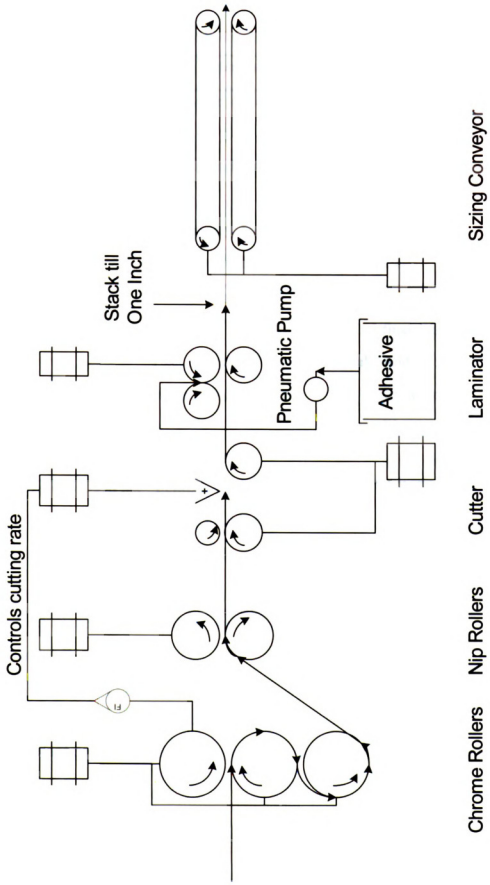 Controls cutting rate
FI
+
Stack till
One Inch
Pneumatic Pump
Adhesive
Chrome Rollers
Nip Rollers
Cutter
Laminator
Sizing Conveyor